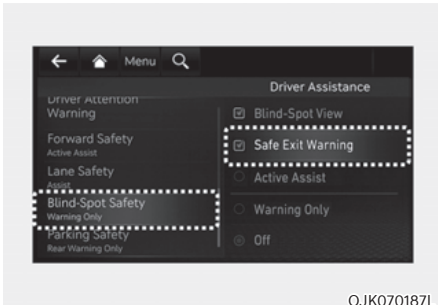 Menu
Driver Assistance
Driver Attention
Warning
Forward Safety
Active Assist
Lane Safety
Assist
Blind-Spot Safety
Warning Only
Parking Safety
Rear Warning Only
Blind-Spot View
Safe Exit Warning
Active Assist
Warning Only
Off
OJK070187L